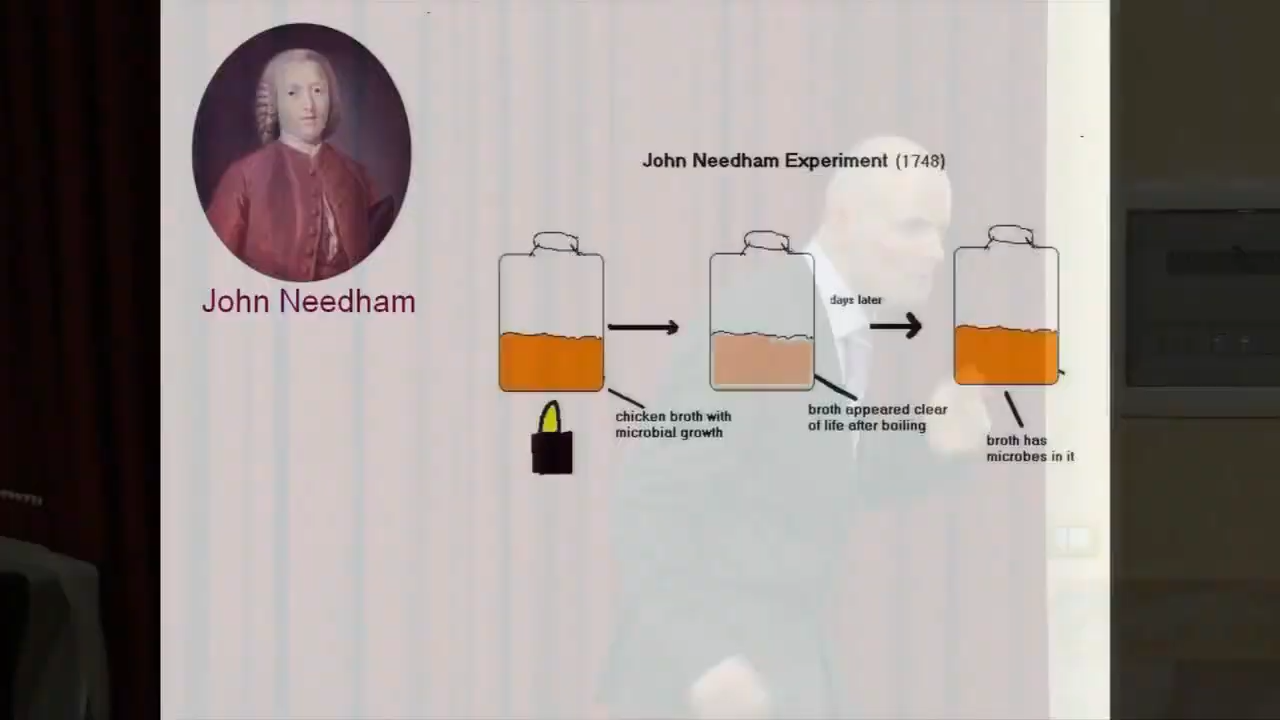 John Needham
John Needham Experiment (1748)
days later
chicken broth with
microbial growth
broth appeared clear
of life after boiling
broth has
microbes in it